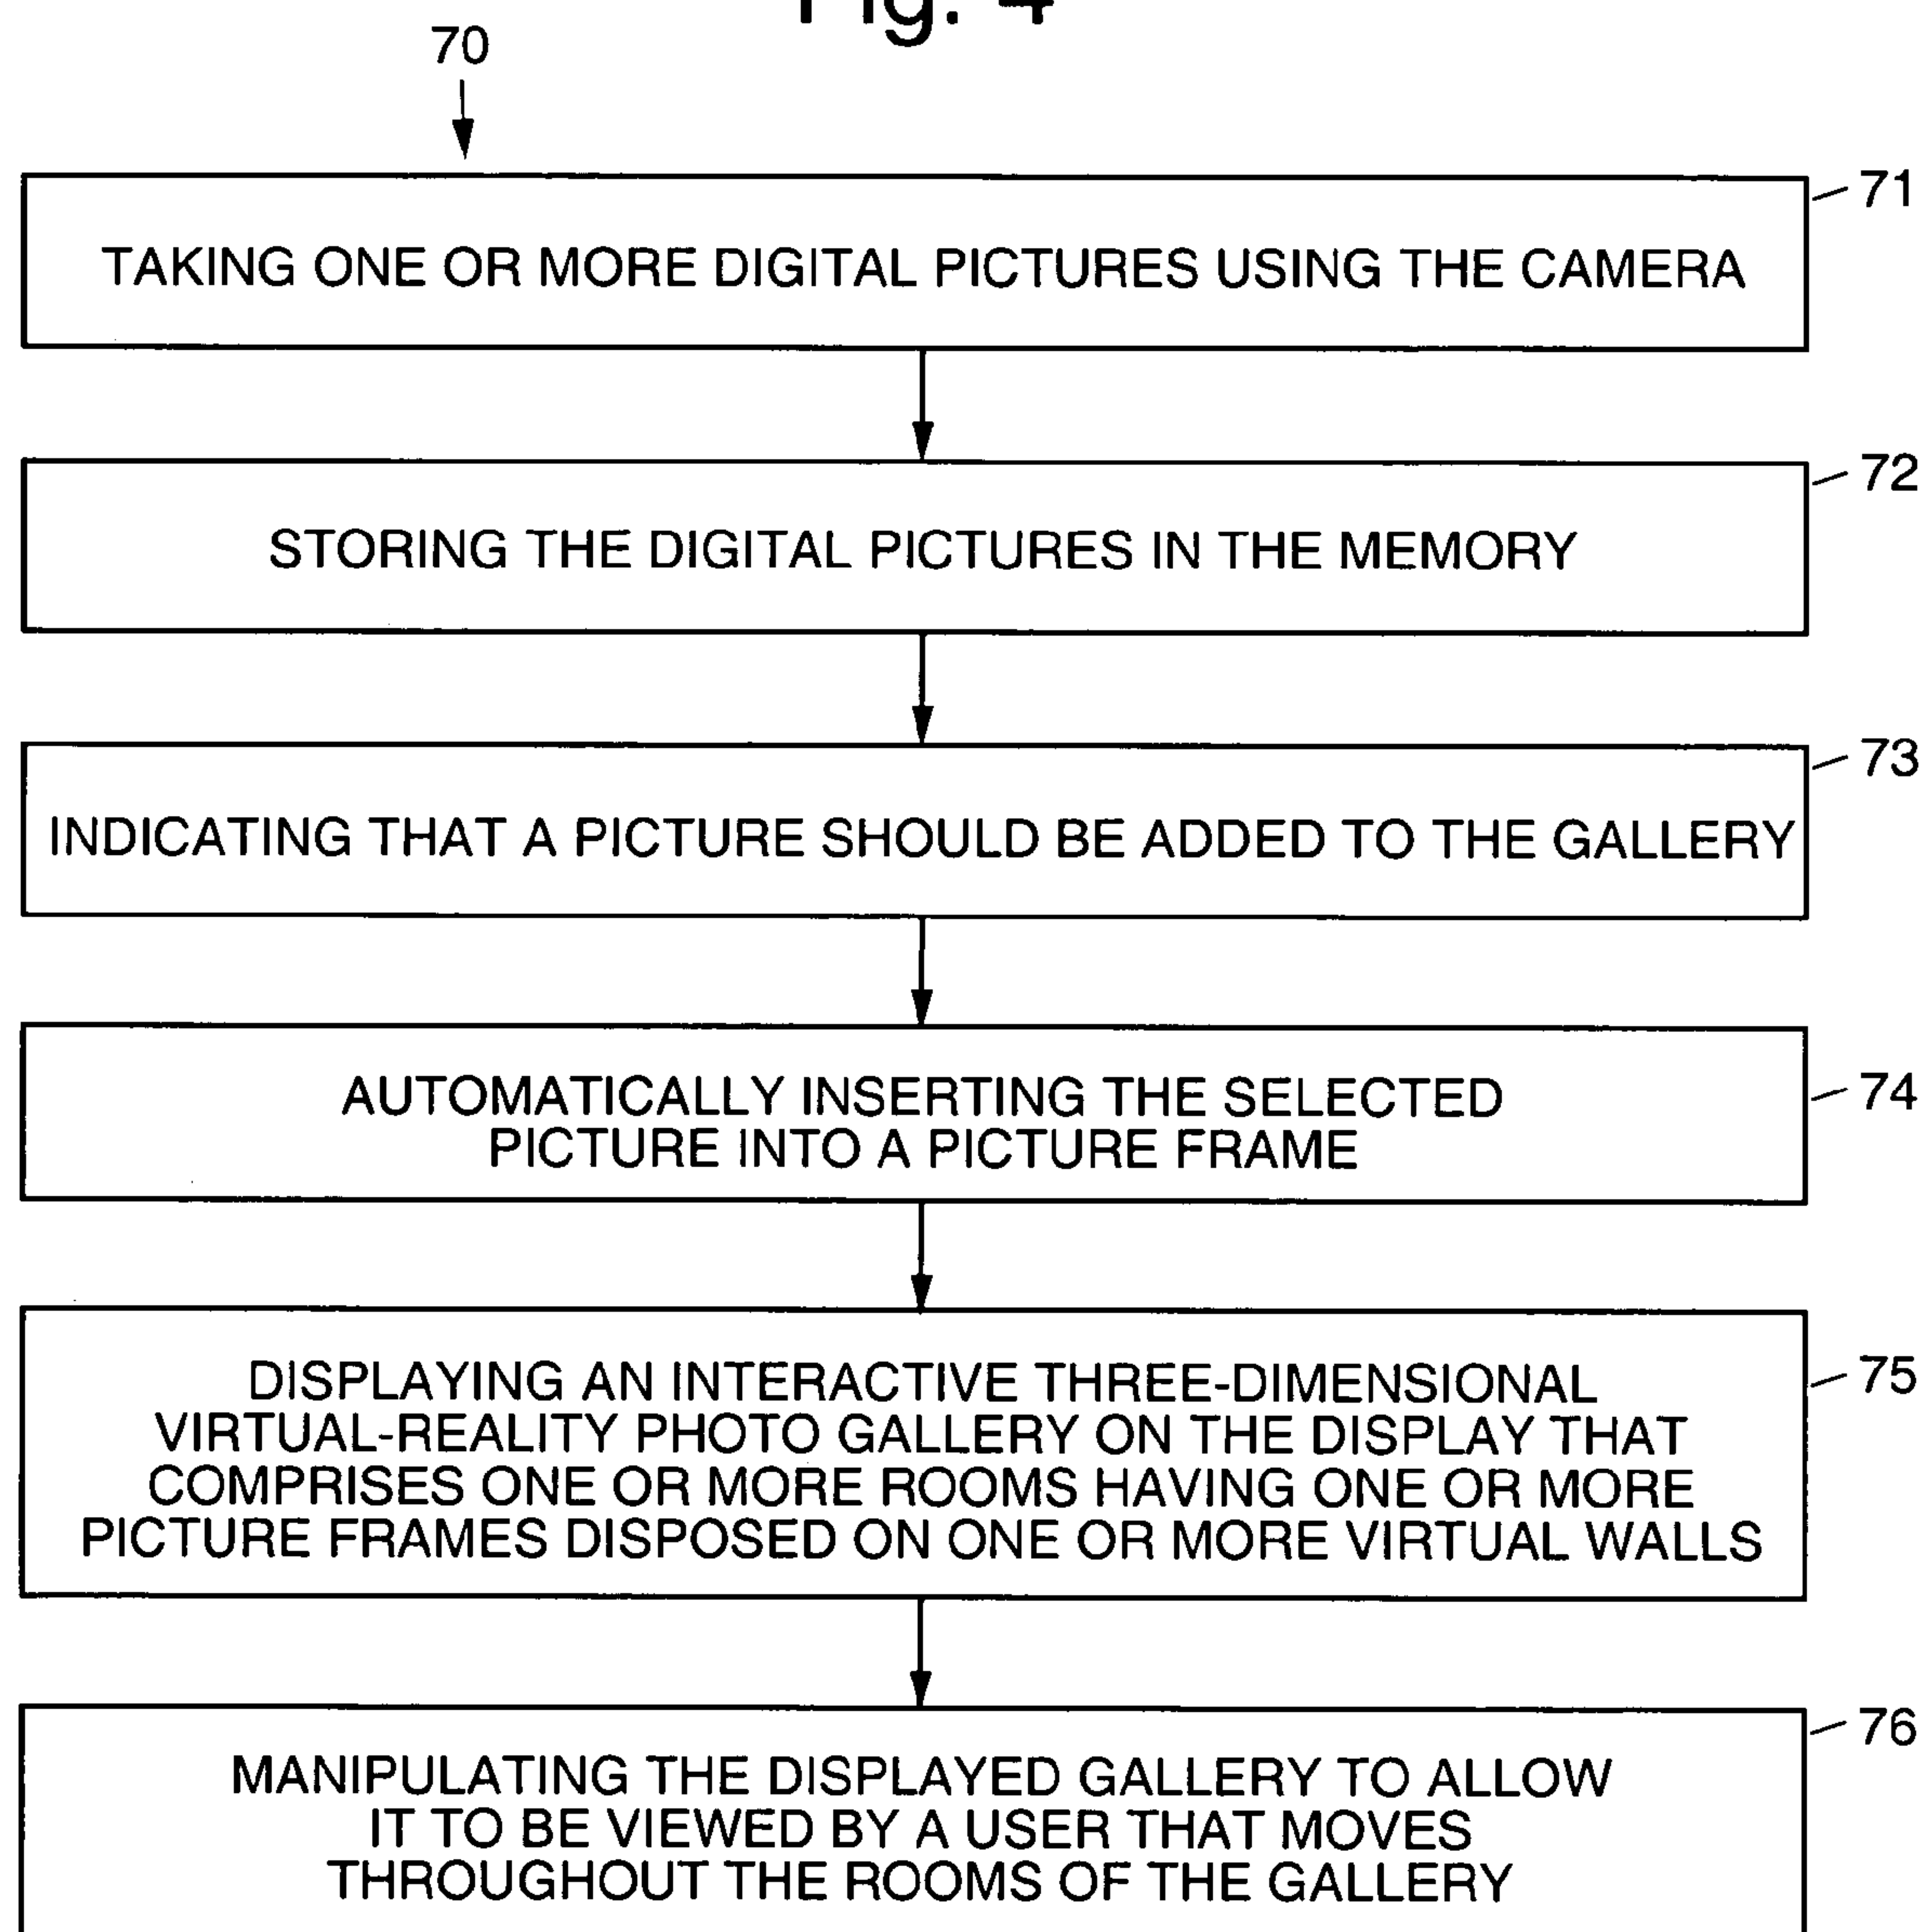 Fig. 4
70
71
TAKING ONE OR MORE DIGITAL PICTURES USING THE CAMERA
72
STORING THE DIGITAL PICTURES IN THE MEMORY
73
INDICATING THAT A PICTURE SHOULD BE ADDED TO THE GALLERY
74
AUTOMATICALLY INSERTING THE SELECTED
PICTURE INTO A PICTURE FRAME
75
DISPLAYING AN INTERACTIVE THREE-DIMENSIONAL
VIRTUAL-REALITY PHOTO GALLERY ON THE DISPLAY THAT
COMPRISES ONE OR MORE ROOMS HAVING ONE OR MORE
PICTURE FRAMES DISPOSED ON ONE OR MORE VIRTUAL WALLS
76
MANIPULATING THE DISPLAYED GALLERY TO ALLOW
IT TO BE VIEWED BY A USER THAT MOVES
THROUGHOUT THE ROOMS OF THE GALLERY